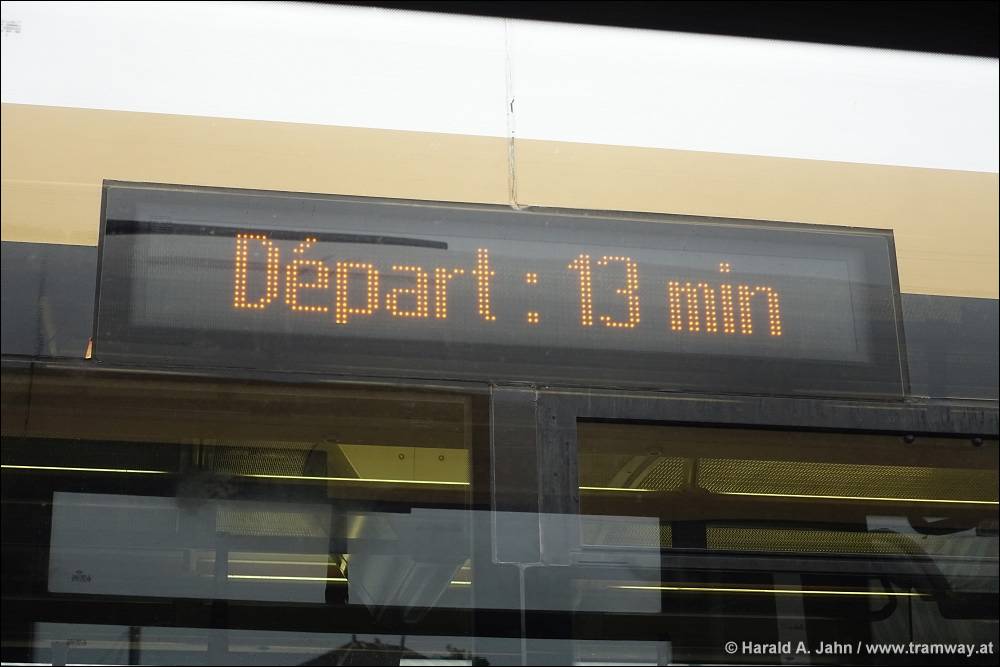 Départ : 13 min
© Harald A. Jahn / www.tramway.at